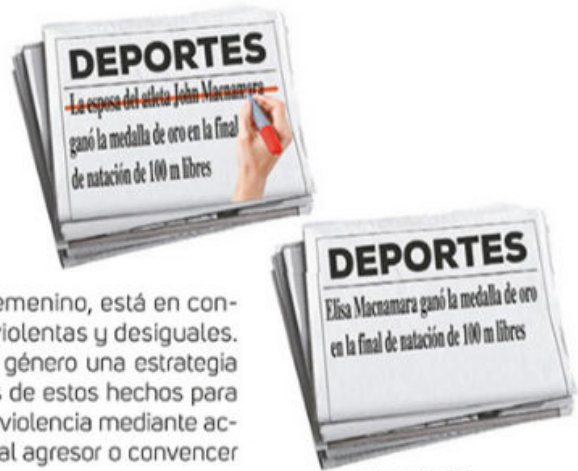 DEPORTES
La esposa del atleta John Macnamara
ganó la medalla de oro en la final
de natación de 100 m libres
DEPORTES
Elisa Macnamara ganó la medalla de oro
en la final de natación de 100 m libres
emenino, está en con-
violentas y desiguales.
género una estrategia
de estos hechos para
violencia mediante ac-
al agresor o convencer